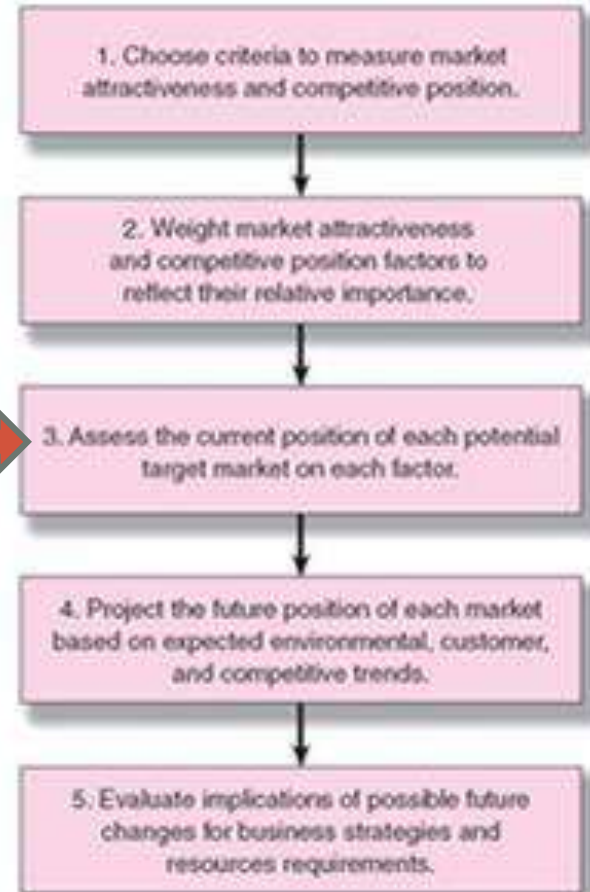 1. Choose criteria to measure market
attractiveness and competitive position.
2. Weight market attractiveness
and competitive position factors to
reflect their relative importance.
3. Assess the current position of each potential
target market on each factor.
4. Project the future position of each market
based on expected environmental, customer,
and competitive trends.
5. Evaluate implications of possible future
changes for business strategies and
resources requirements.